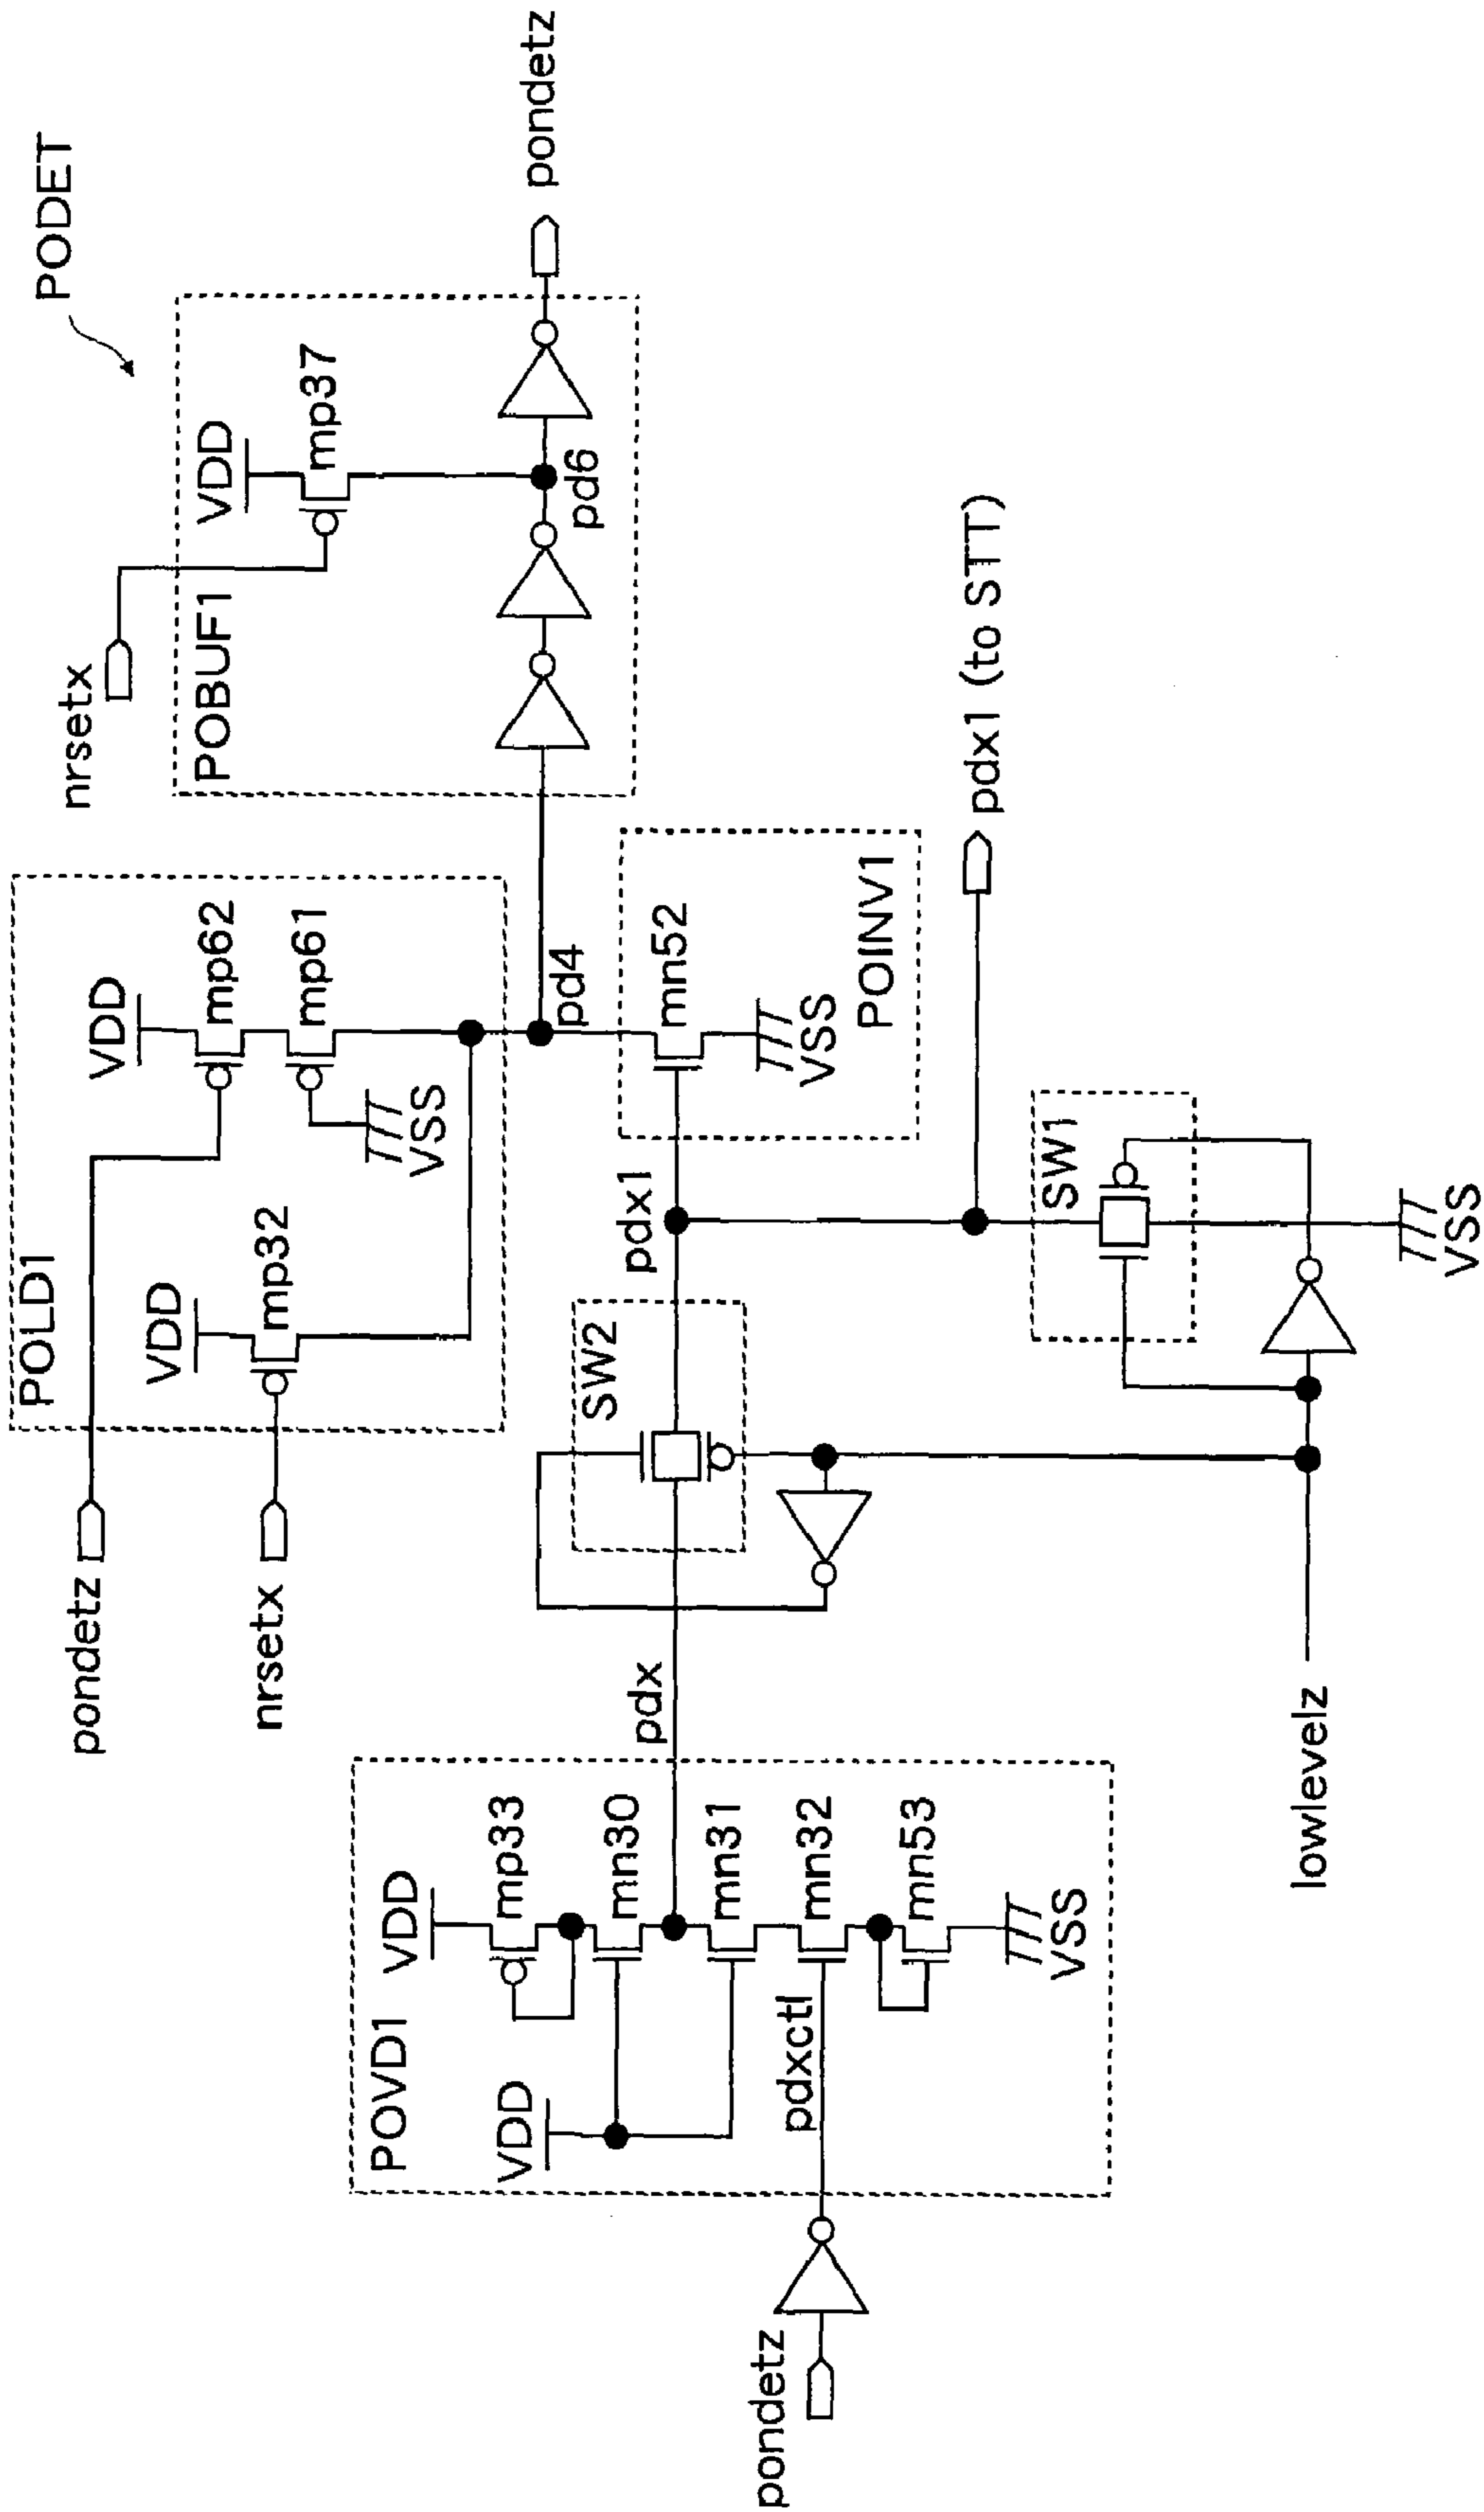 PODET
POLD1
pondetz
VDD
mp62
mp61
VSS
nrsetx
VDD
mp32
nrsetx
POBUF1
VDD
mp37
pd6
pondetz
pd4
mn52
VSS
POINV1
POVD1
VDD
mp33
VDD
mn30
mn31
mn32
mn53
pdxctl
VSS
pondetz
pdx
SW2
pdx1
pdx1 (to STT)
SW1
VSS
lowlevelz